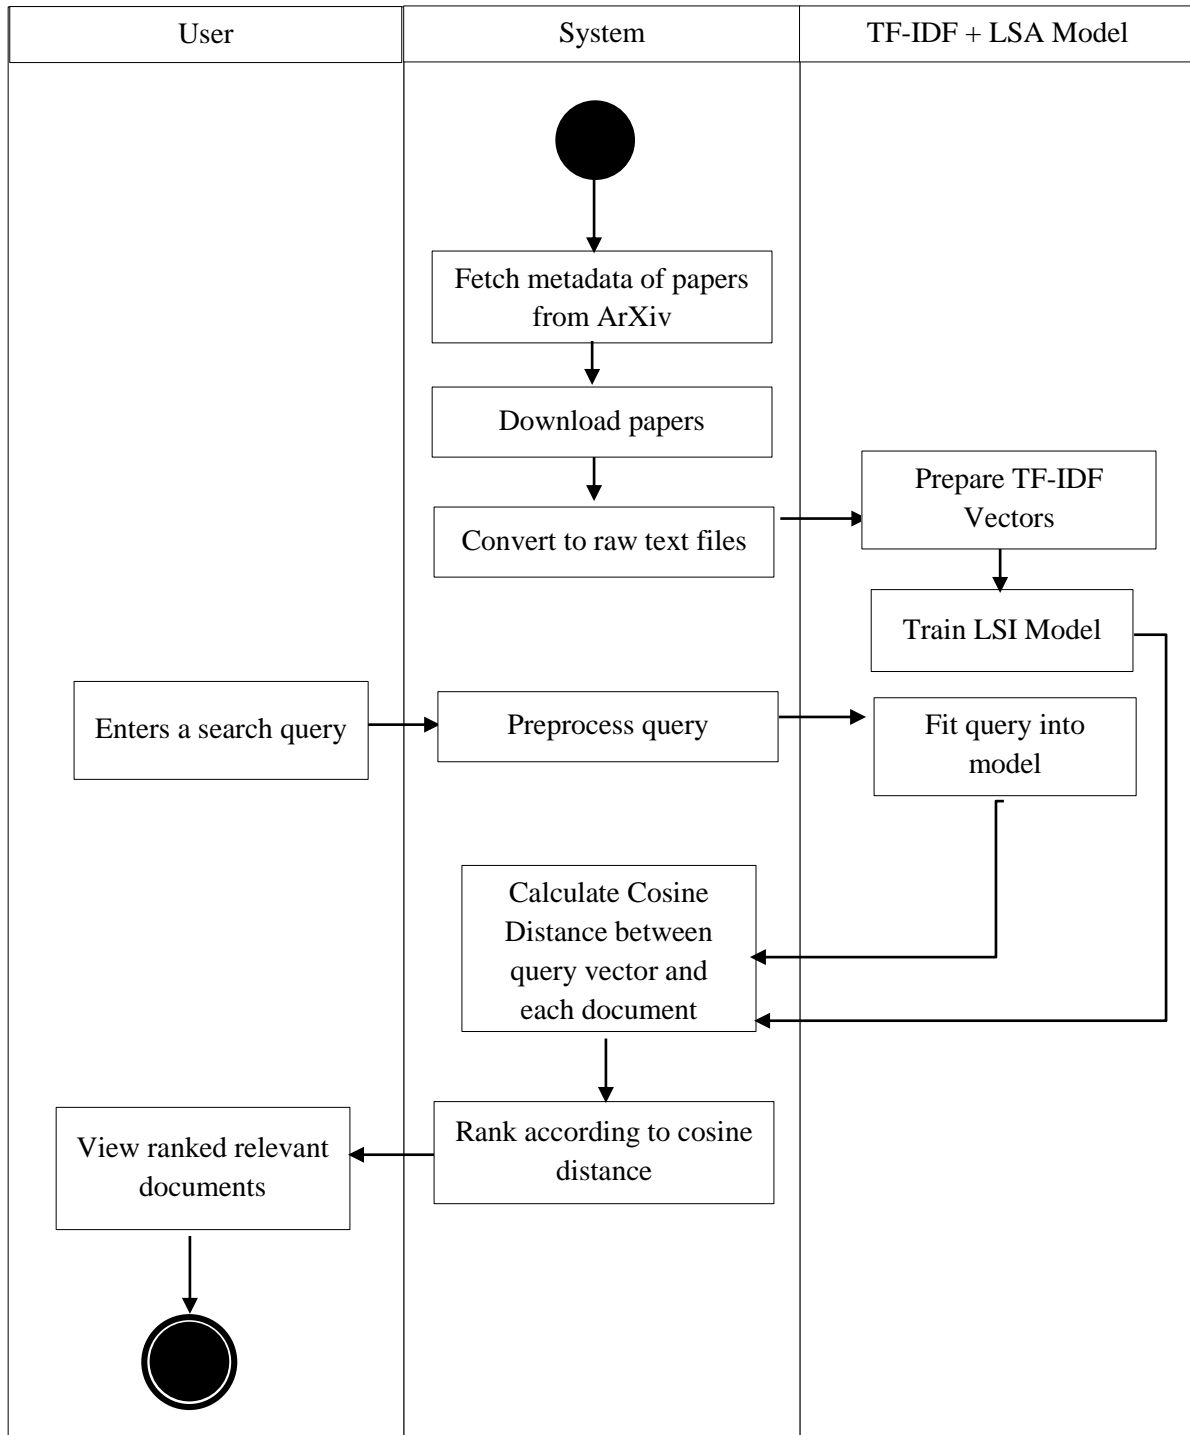 User
System
TF-IDF + LSA Model
Fetch metadata of papers
from ArXiv
Download papers
Prepare TF-IDF
Vectors
Convert to raw text files
Train LSI Model
Enters a search query
Preprocess query
Fit query into
model
Calculate Cosine
Distance between
query vector and
each document
Rank according to cosine
distance
View ranked relevant
documents